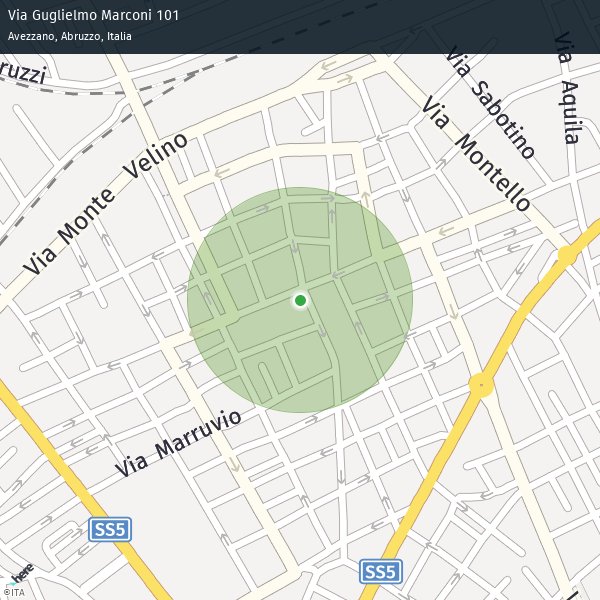 Via Guglielmo Marconi 101
Avezzano, Abruzzo, Italia
ruzzi
Via Sabotino
Via Aquila
Via Montello
Via Monte Velino
Via Marruvio
SS5
SS5
here
©ITA